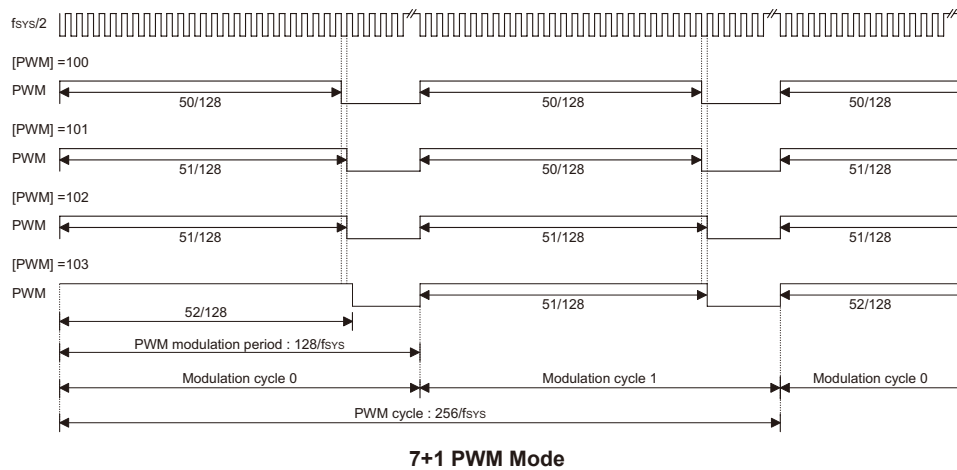 fSYS/2
[PWM] =100
PWM
50/128 50/128 50/128
[PWM] =101
PWM
51/128 50/128 51/128
[PWM] =102
PWM
51/128 51/128 51/128
[PWM] =103
PWM
52/128 51/128 52/128
PWM modulation period : 128/fSYS
Modulation cycle 0 Modulation cycle 1 Modulation cycle 0
PWM cycle : 256/fSYS
7+1 PWM Mode